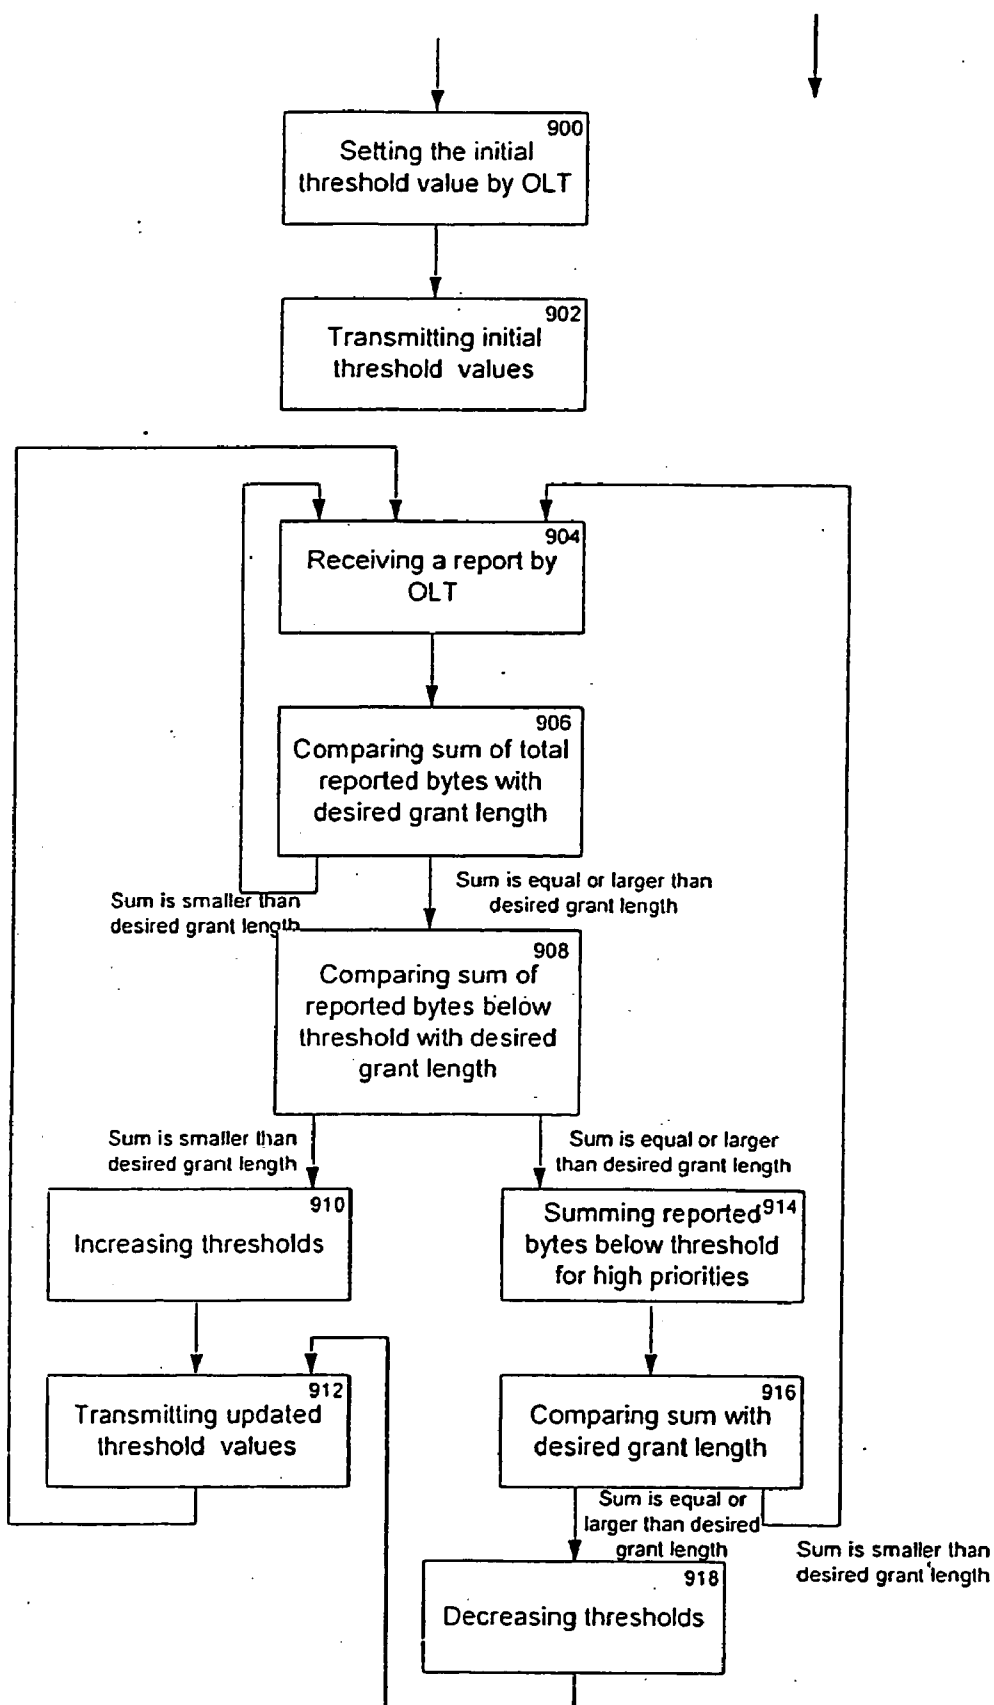 900
Setting the initial
threshold value by OLT
902
Transmitting initial
threshold values
904
Receiving a report by
OLT
906
Comparing sum of total
reported bytes with
desired grant length
Sum is smaller than
desired grant length
Sum is equal or larger than
desired grant length
908
Comparing sum of
reported bytes below
threshold with desired
grant length
Sum is smaller than
desired grant length
Sum is equal or larger
than desired grant length
910
Increasing thresholds
914
Summing reported
bytes below threshold
for high priorities
912
Transmitting updated
threshold values
916
Comparing sum with
desired grant length
Sum is equal or
larger than desired
grant length
Sum is smaller than
desired grant length
918
Decreasing thresholds